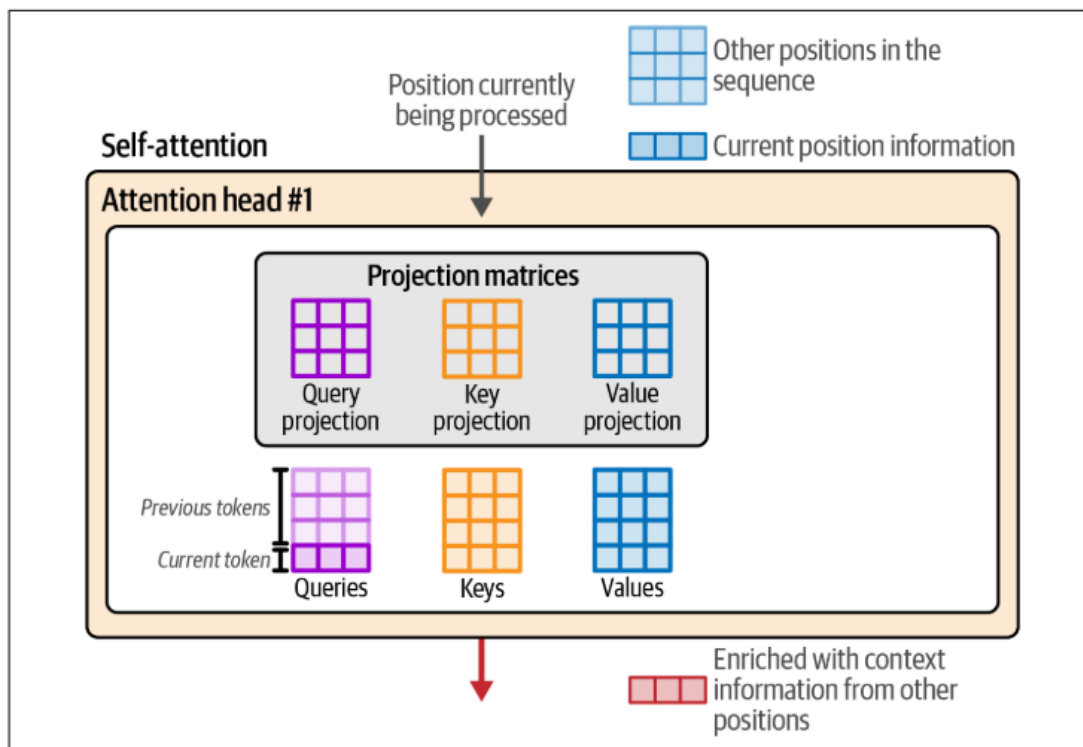 Other positions in the
sequence
Position currently
being processed
Current position information
Self-attention
Attention head #1
Projection matrices
Query
projection
Key
projection
Value
projection
Previous tokens
Current token
Queries
Keys
Values
Enriched with context
information from other
positions